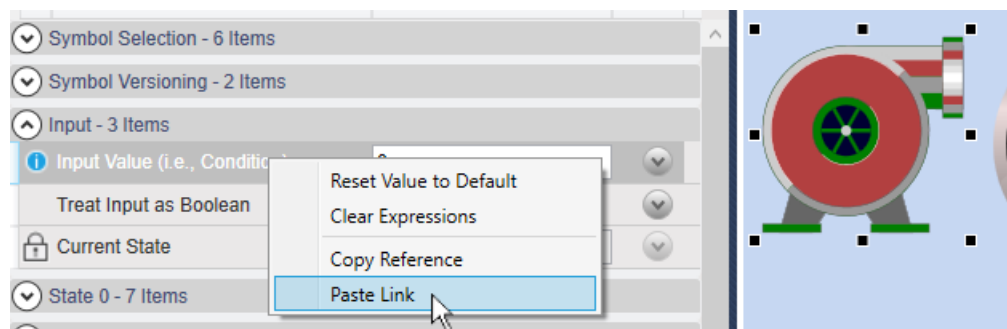 Symbol Selection - 6 Items
Symbol Versioning - 2 Items
Input - 3 Items
Input Value (i.e., Condition)
Reset Value to Default
Treat Input as Boolean
Clear Expressions
Current State
Copy Reference
State 0 - 7 Items
Paste Link